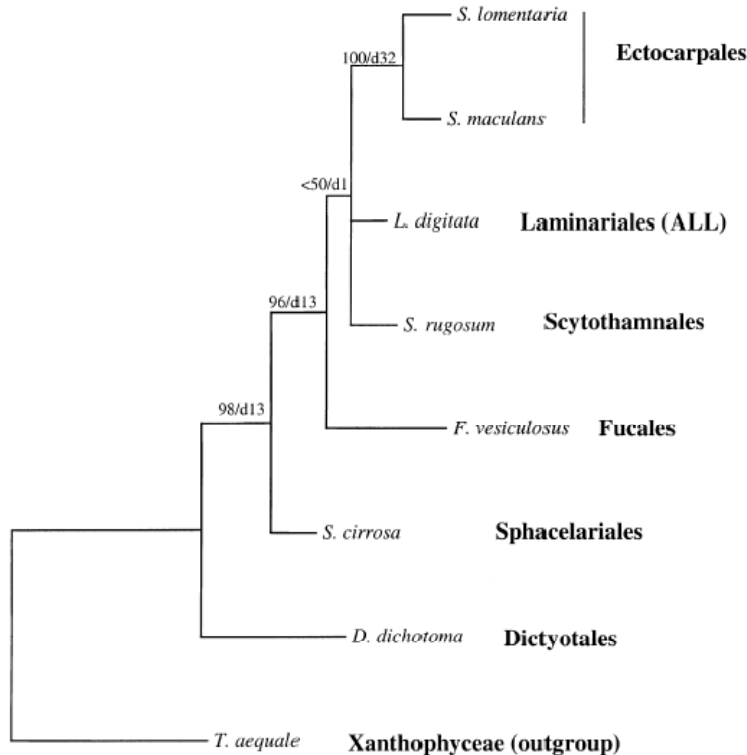 S. lomentaria
Ectocarpales
100/d32
S. maculans
<50/d1
L. digitata Laminariales (ALL)
96/d13
S. rugosum Scytothamnales
98/d13
F. vesiculosus Fucales
S. cirrosa Sphacelariales
D. dichotoma Dictyotales
T. aequale Xanthophyceae (outgroup)